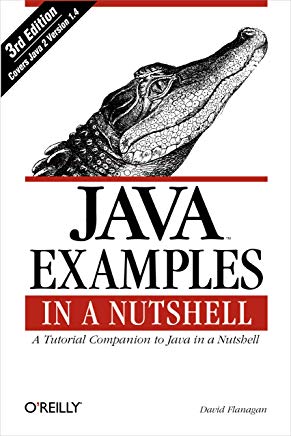 3rd Edition
Covers Java 2 Version 1.4
JAVA™
EXAMPLES
IN A NUTSHELL
A Tutorial Companion to Java in a Nutshell
O'REILLY®
David Flanagan